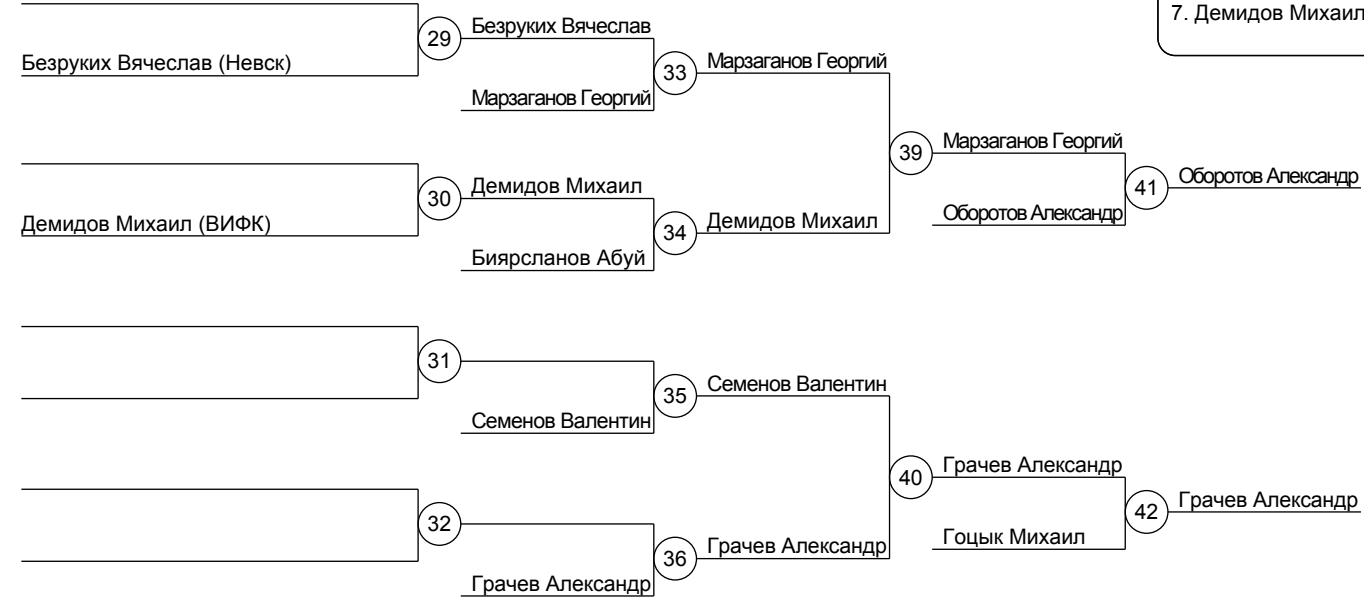 7. Демидов Михаил
29
Безруких Вячеслав
Безруких Вячеслав (Невск)
33
Марзаганов Георгий
Марзаганов Георгий
39
Марзаганов Георгий
30
Демидов Михаил
41
Оборотов Александр
Демидов Михаил (ВИФК)
34
Демидов Михаил
Оборотов Александр
Биярсланов Абуй
31
35
Семенов Валентин
Семенов Валентин
40
Грачев Александр
32
42
Грачев Александр
36
Грачев Александр
Гоцык Михаил
Грачев Александр